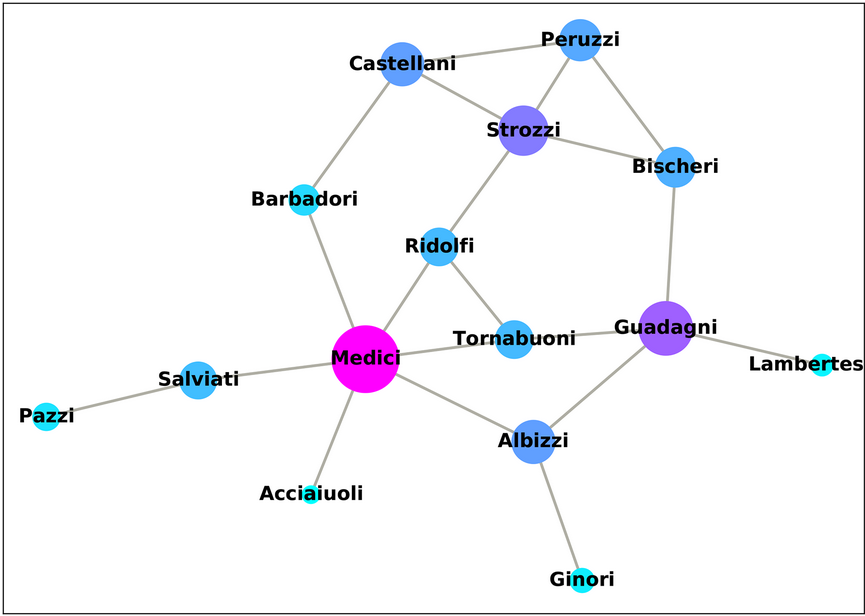 Peruzzi
Castellani
Strozzi
Bischeri
Barbadori
Ridolfi
Guadagni
Tornabuoni
Medici
Lambertes
Salviati
Pazzi
Albizzi
Acciaiuoli
Ginori